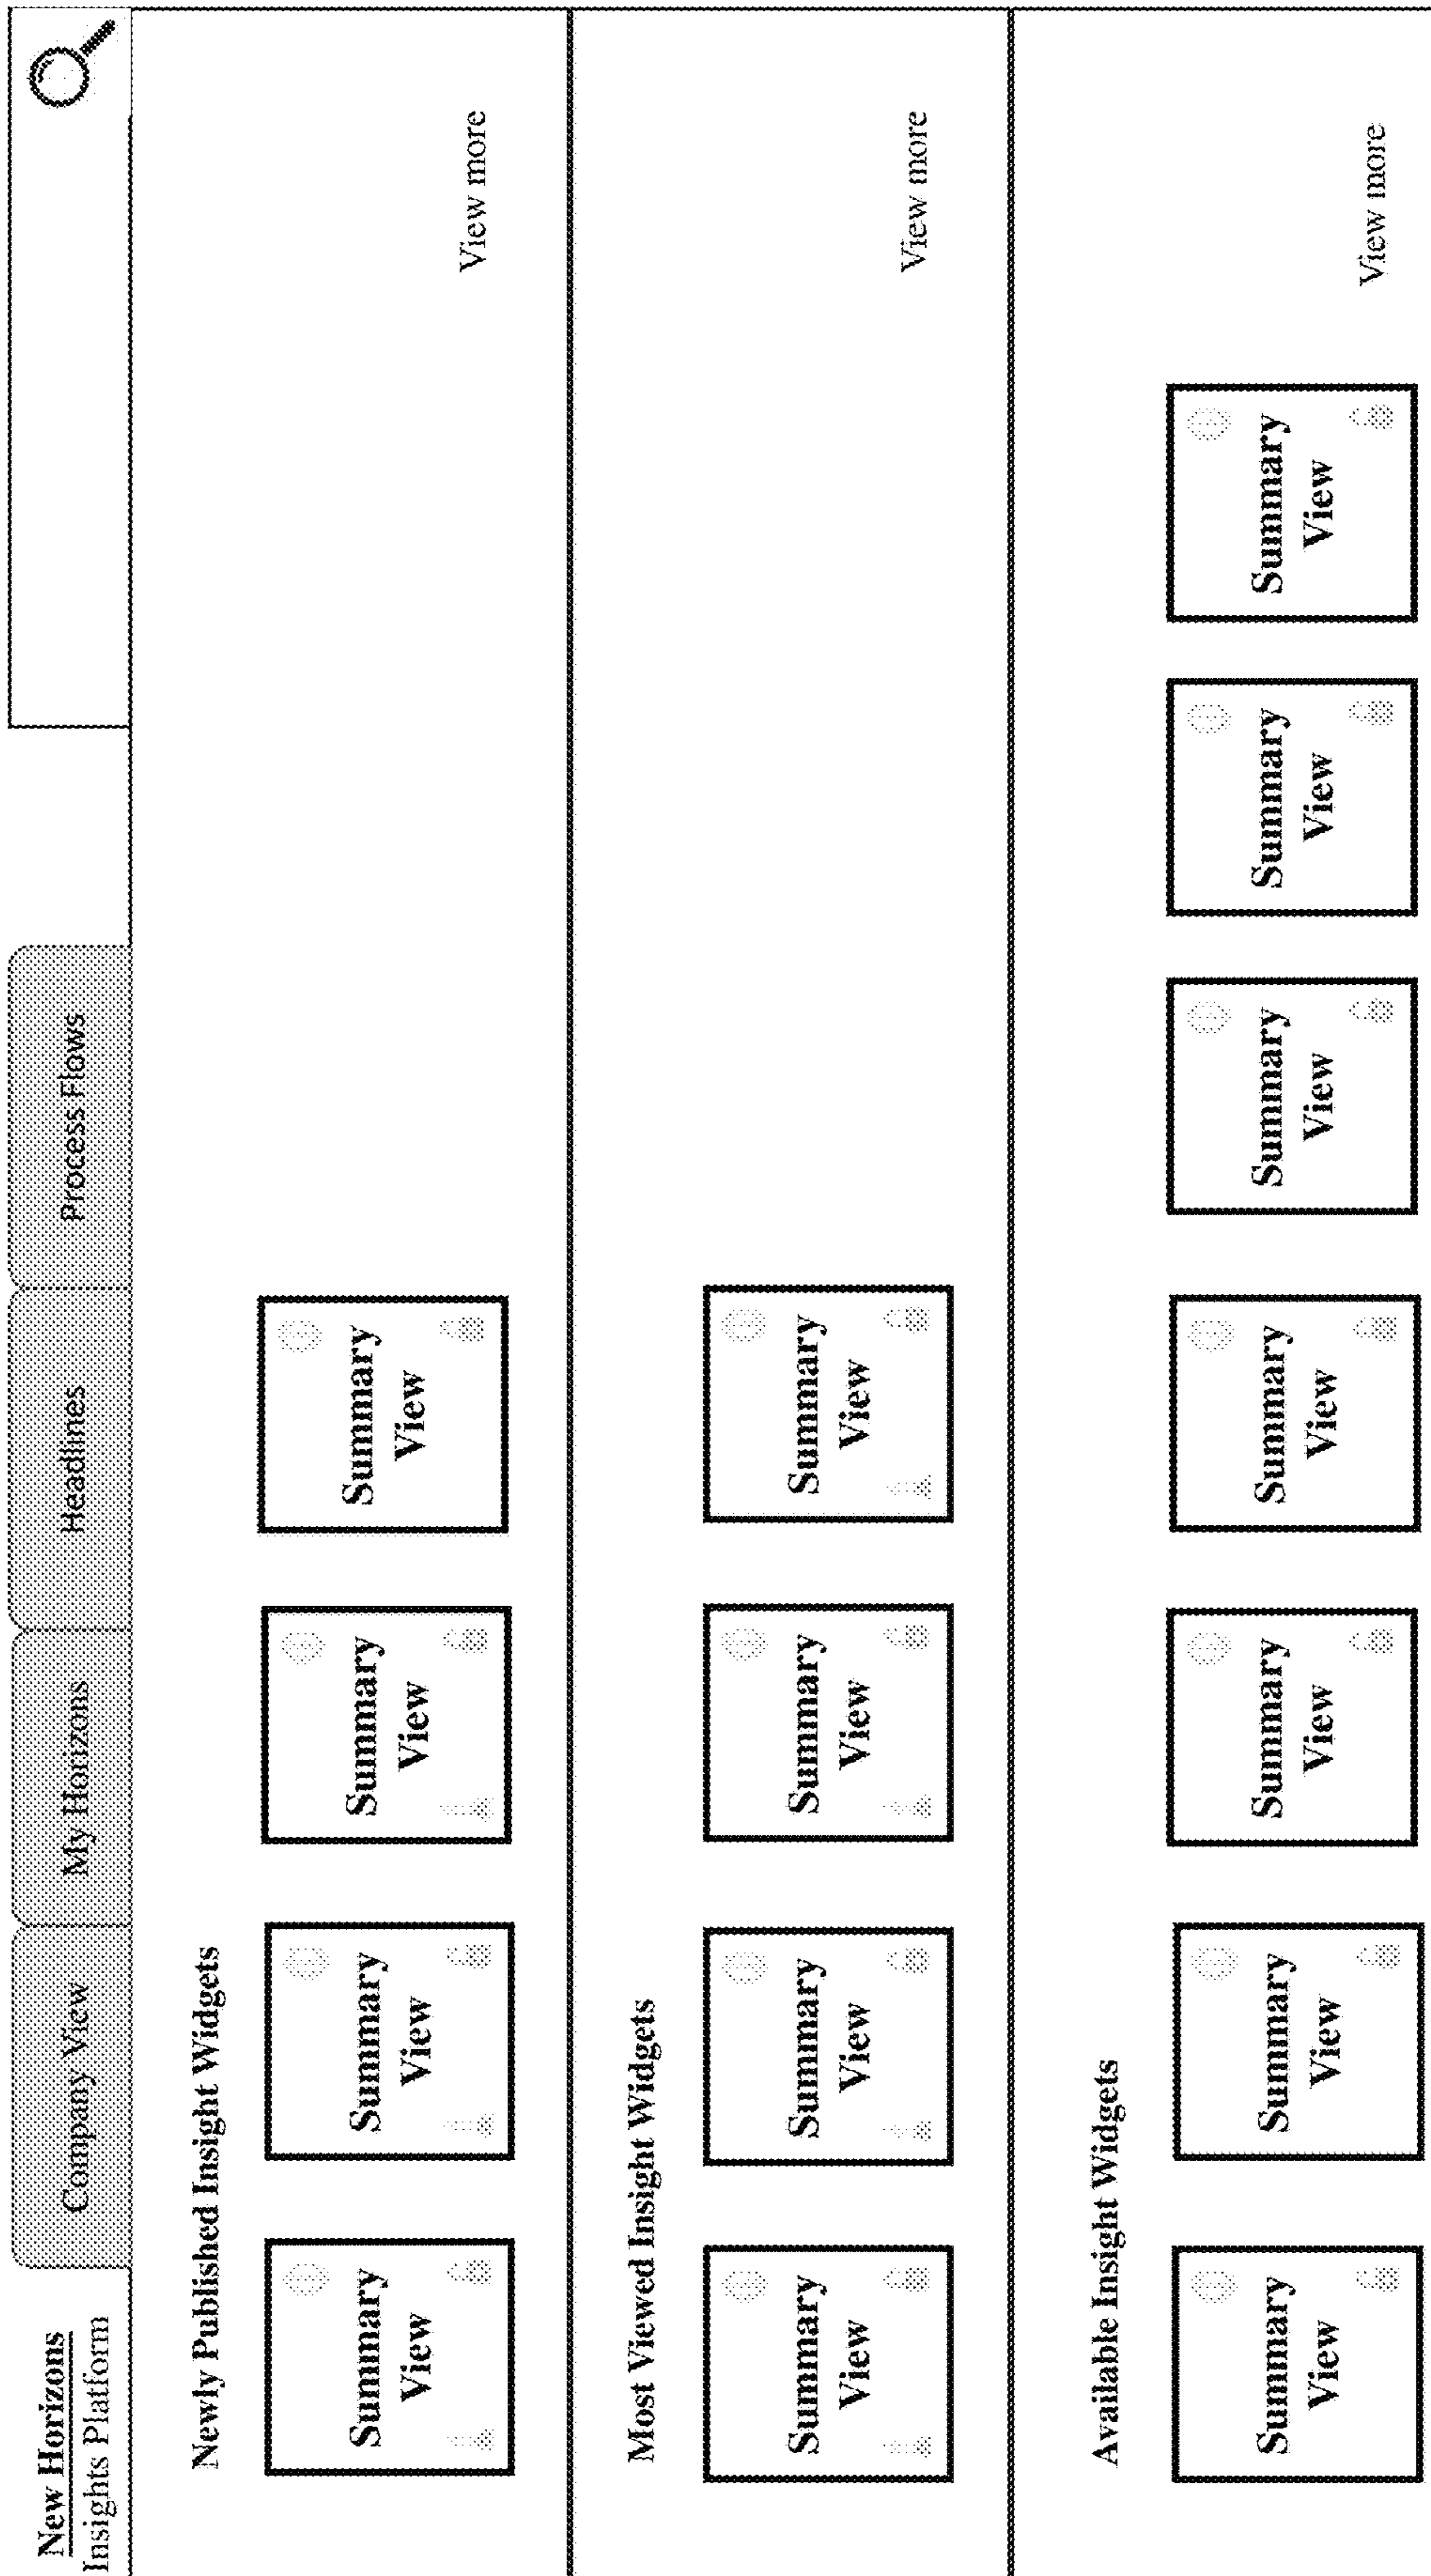 New Horizons
Insights Platform
Company View
My Horizons
Headlines
Process Flows
Newly Published Insight Widgets
Summary
View
Summary
View
Summary
View
Summary
View
View more
Most Viewed Insight Widgets
Summary
View
Summary
View
Summary
View
Summary
View
View more
Available Insight Widgets
Summary
View
Summary
View
Summary
View
Summary
View
Summary
View
Summary
View
Summary
View
View more